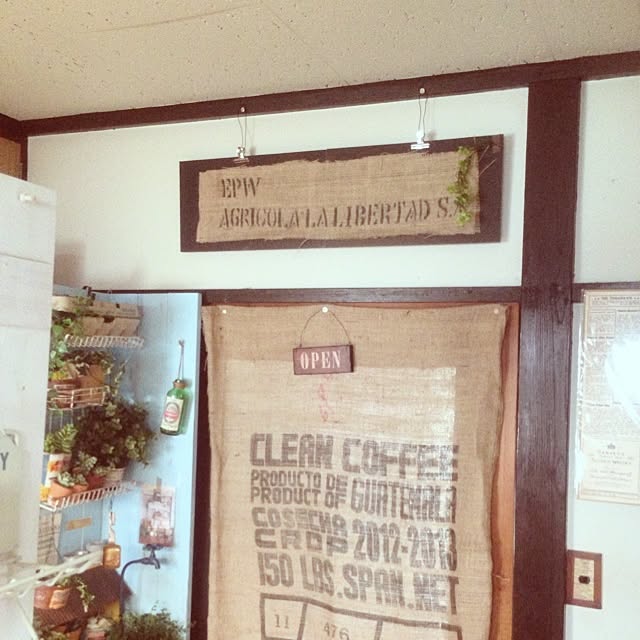 EPW
AGRICOLA LA LIBERTAD S.
OPEN
CLEAN COFFEE
PRODUCTO DE
PRODUCT OF GUATEMALA
COSECHA
CROP 2012-2013
150 LBS.SPAN.NET
11 476